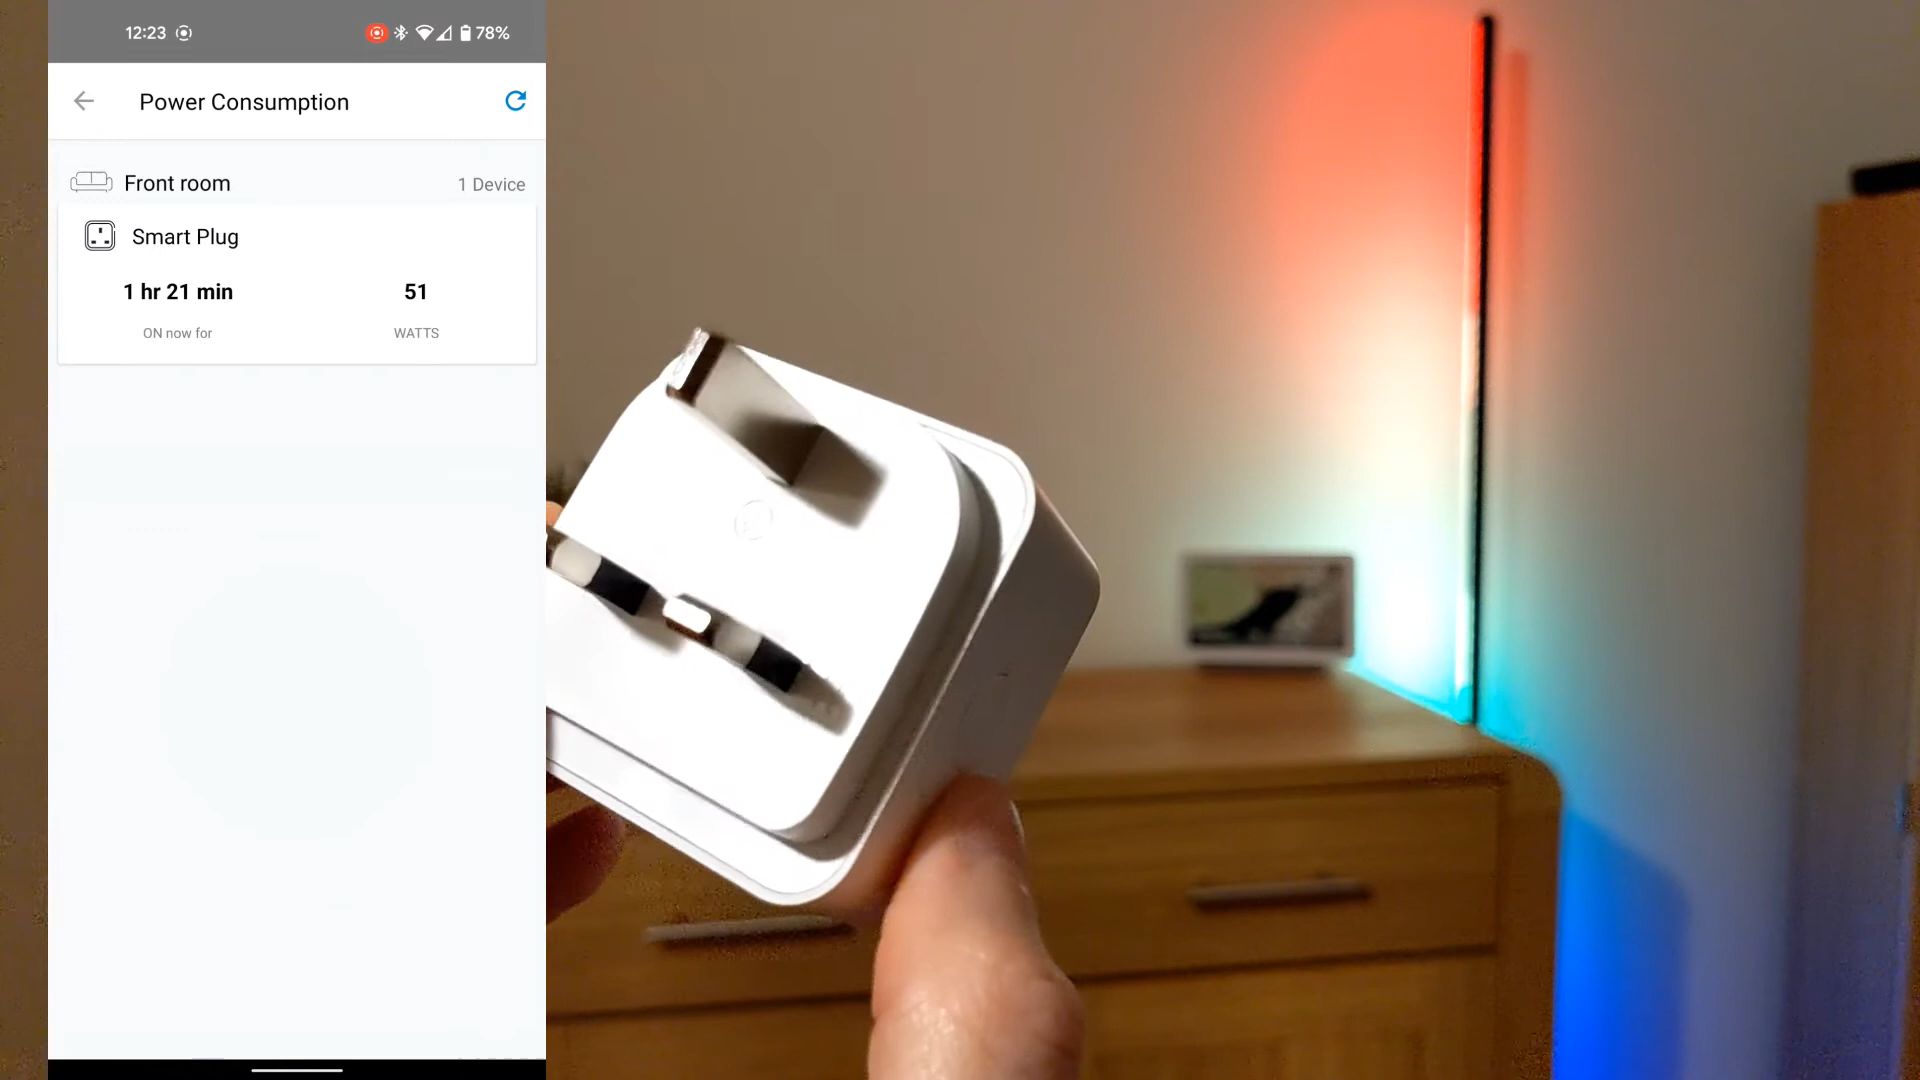 12:23 78%
Power Consumption
Front room 1 Device
Smart Plug
1 hr 21 min 51
ON now for WATTS